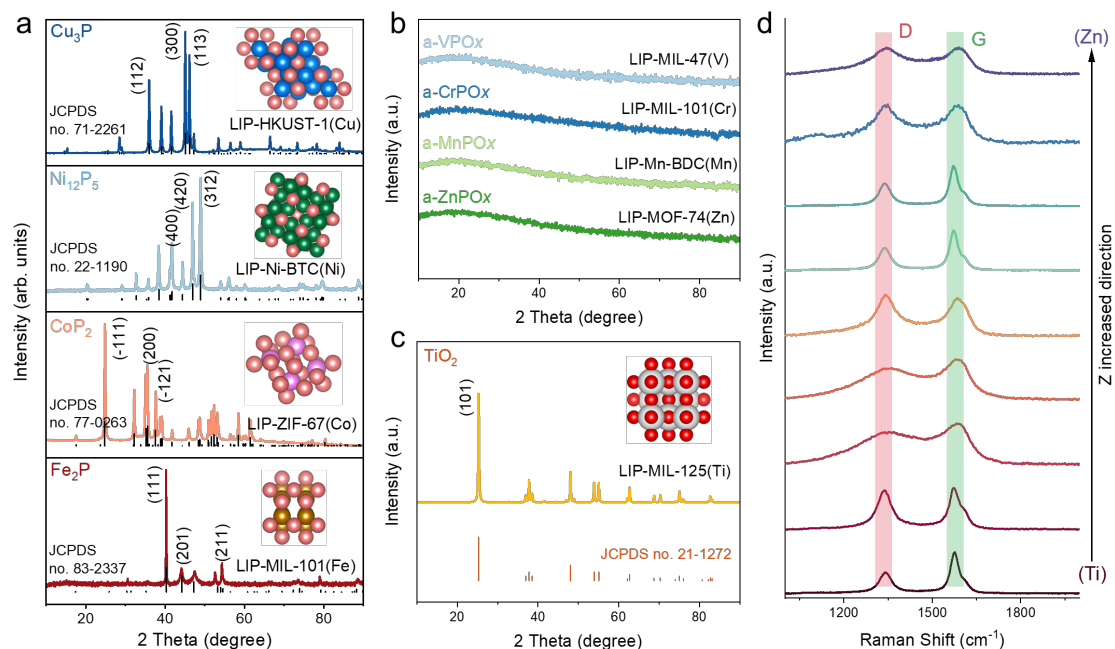 a
Cu₃P
(112)
(300)
(113)
JCPDS
no. 71-2261
LIP-HKUST-1(Cu)
Ni₁₂P₅
(400)
(420)
(312)
JCPDS
no. 22-1190
LIP-Ni-BTC(Ni)
CoP₂
(-111)
(200)
(-121)
JCPDS
no. 77-0263
LIP-ZIF-67(Co)
Fe₂P
(111)
(201)
(211)
JCPDS
no. 83-2337
LIP-MIL-101(Fe)
Intensity (arb. units)
20 40 60 80
2 Theta (degree)
b
a-VPOx
LIP-MIL-47(V)
a-CrPOx
LIP-MIL-101(Cr)
a-MnPOx
LIP-Mn-BDC(Mn)
a-ZnPOx
LIP-MOF-74(Zn)
Intensity (a.u.)
20 40 60 80
2 Theta (degree)
c
TiO₂
(101)
LIP-MIL-125(Ti)
JCPDS no. 21-1272
Intensity (a.u.)
20 40 60 80
2 Theta (degree)
d
D
G
(Zn)
Z increased direction
(Ti)
Intensity (a.u.)
1200 1500 1800
Raman Shift (cm⁻¹)